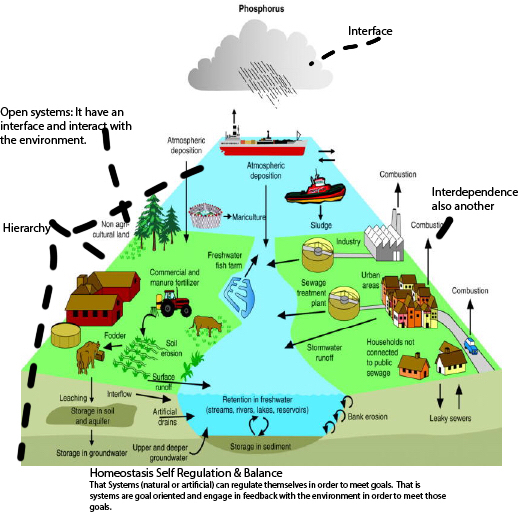 Phosphorus
Interface
Open systems: It have an
interface and interact with
the environment.
Atmospheric
deposition
Atmospheric
deposition
Combustion
Interdependence
also another
Hierarchy
Non agri-
cultural land
Mariculture
Sludge
Combustic
Industry
Freshwater
fish farm
Commercial and
manure fertilizer
Sewage
treatment
plant
Urban
areas
Combustion
Fodder
Soil
erosion
Stormwater
runoff
Households not
connected
to public
sewage
Surface
runoff
Leaching
Interflow
Retention in freshwater
(streams, rivers, lakes, reservoirs)
Storage in soil
and aquifer
Artificial
drains
Bank erosion
Leaky sewers
Storage in groundwater
Upper and deeper
groundwater
Storage in sediment
Homeostasis Self Regulation & Balance
That Systems (natural or artificial) can regulate themselves in order to meet goals. That is
systems are goal oriented and engage in feedback with the environment in order to meet those
goals.